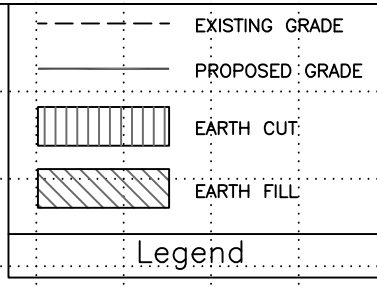 EXISTING GRADE
PROPOSED GRADE
EARTH CUT
EARTH FILL
Legend